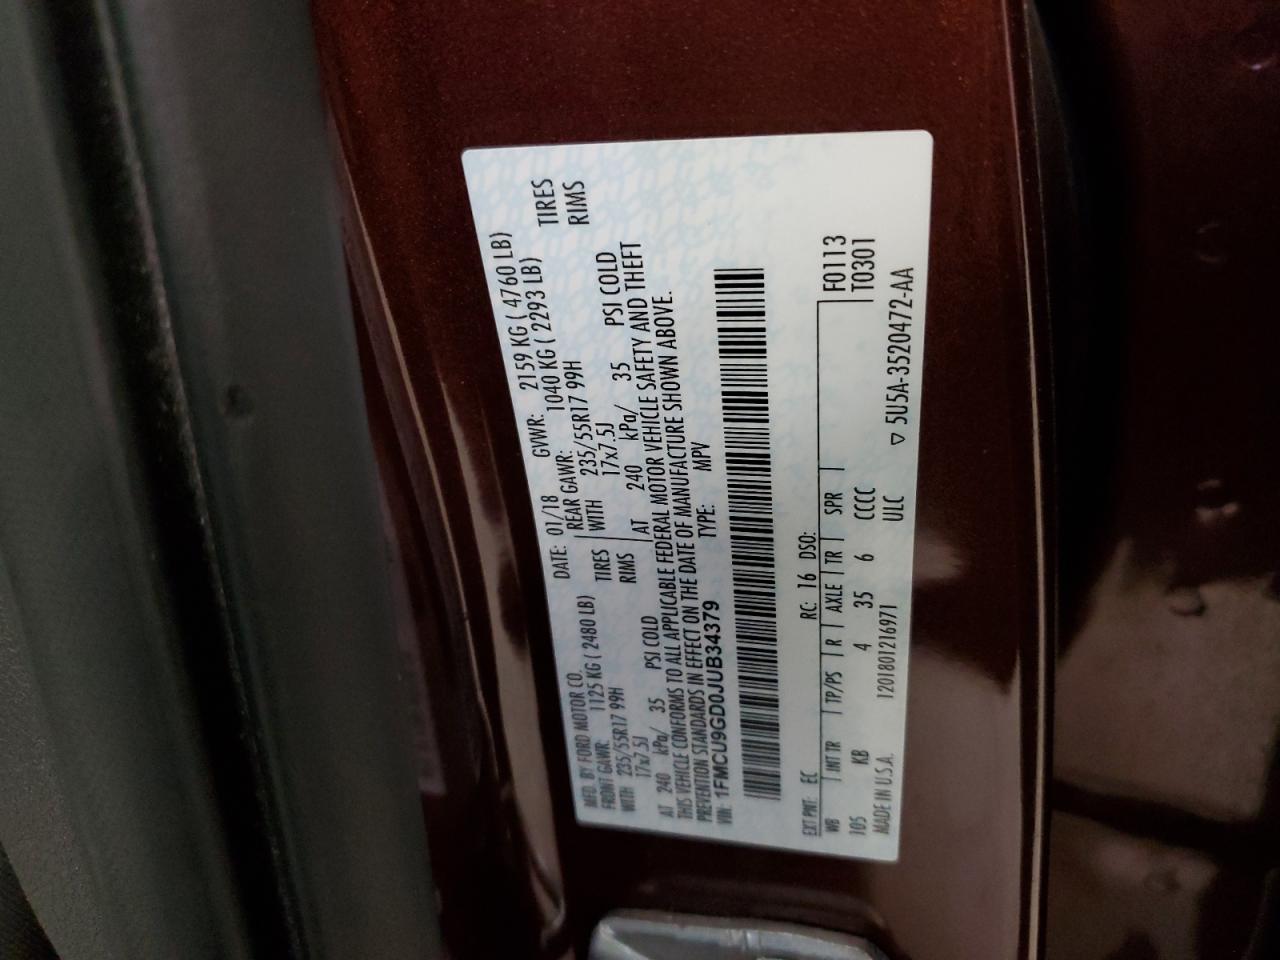 MFD. BY FORD MOTOR CO. DATE: 01/18 GVWR: 2159 KG ( 4760 LB)
FRONT GAWR: 1125 KG ( 2480 LB) REAR GAWR: 1040 KG ( 2293 LB)
WITH 235/55R17 99H TIRES WITH 235/55R17 99H TIRES
17x7.5J RIMS 17x7.5J RIMS
AT 240 kPa/ 35 PSI COLD AT 240 kPa/ 35 PSI COLD
THIS VEHICLE CONFORMS TO ALL APPLICABLE FEDERAL MOTOR VEHICLE SAFETY AND THEFT
PREVENTION STANDARDS IN EFFECT ON THE DATE OF MANUFACTURE SHOWN ABOVE.
VIN: 1FMCU9GD0JUB34379 TYPE: MPV
EXT PNT: EC RC: 16 DSO: F0113
WB INT TR TP/PS R AXLE TR SPR T0301
105 KB 4 35 6 CCCC
MADE IN U.S.A. 1201801216971 ULC ▽ 5U5A-3520472-AA